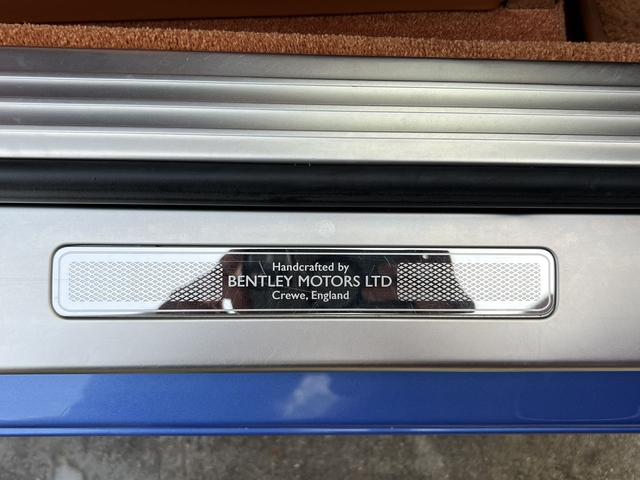 Handcrafted by
BENTLEY MOTORS LTD
Crewe, England